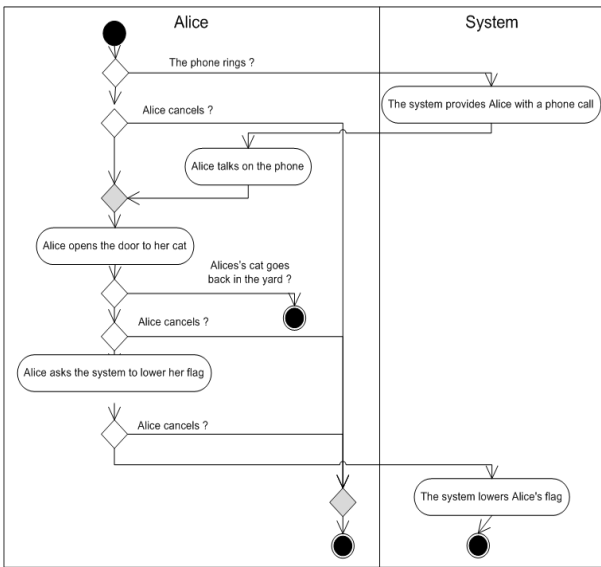 Alice
System
The phone rings ?
The system provides Alice with a phone call
Alice cancels ?
Alice talks on the phone
Alice opens the door to her cat
Alices's cat goes
back in the yard ?
Alice cancels ?
Alice asks the system to lower her flag
Alice cancels ?
The system lowers Alice's flag